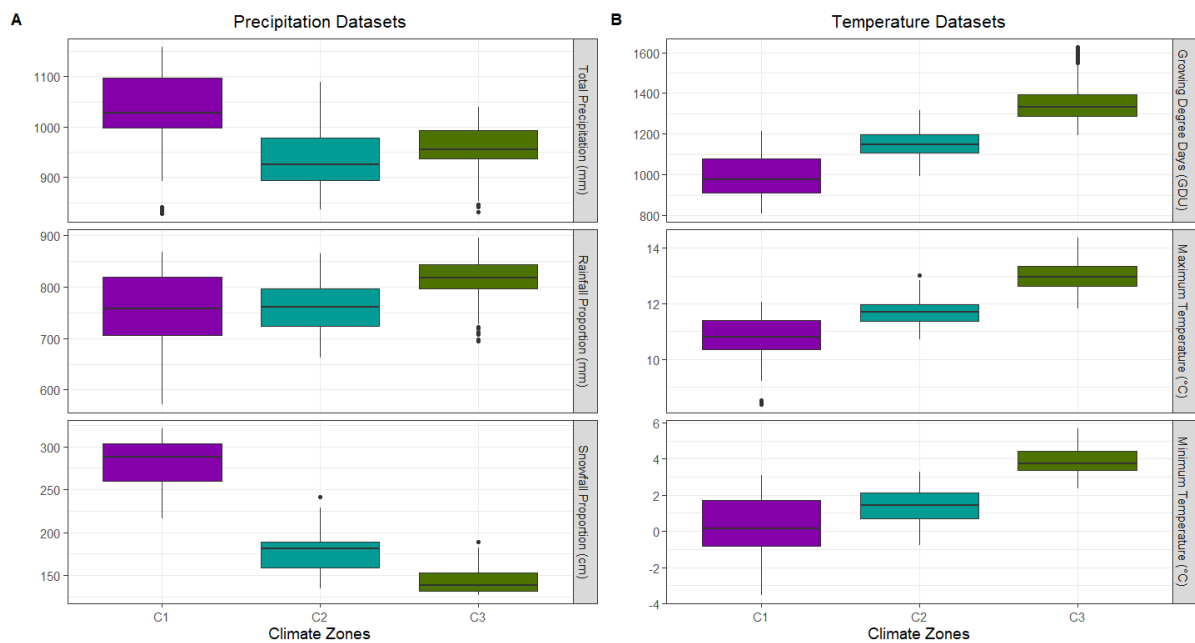 A
Precipitation Datasets
1100
1000
900
Total Precipitation (mm)
900
800
700
600
Rainfall Proportion (mm)
300
250
200
150
Snowfall Proportion (cm)
C1
C2
C3
Climate Zones
B
Temperature Datasets
1600
1400
1200
1000
800
Growing Degree Days (GDU)
14
12
10
Maximum Temperature (°C)
6
4
2
0
-2
-4
Minimum Temperature (°C)
C1
C2
C3
Climate Zones